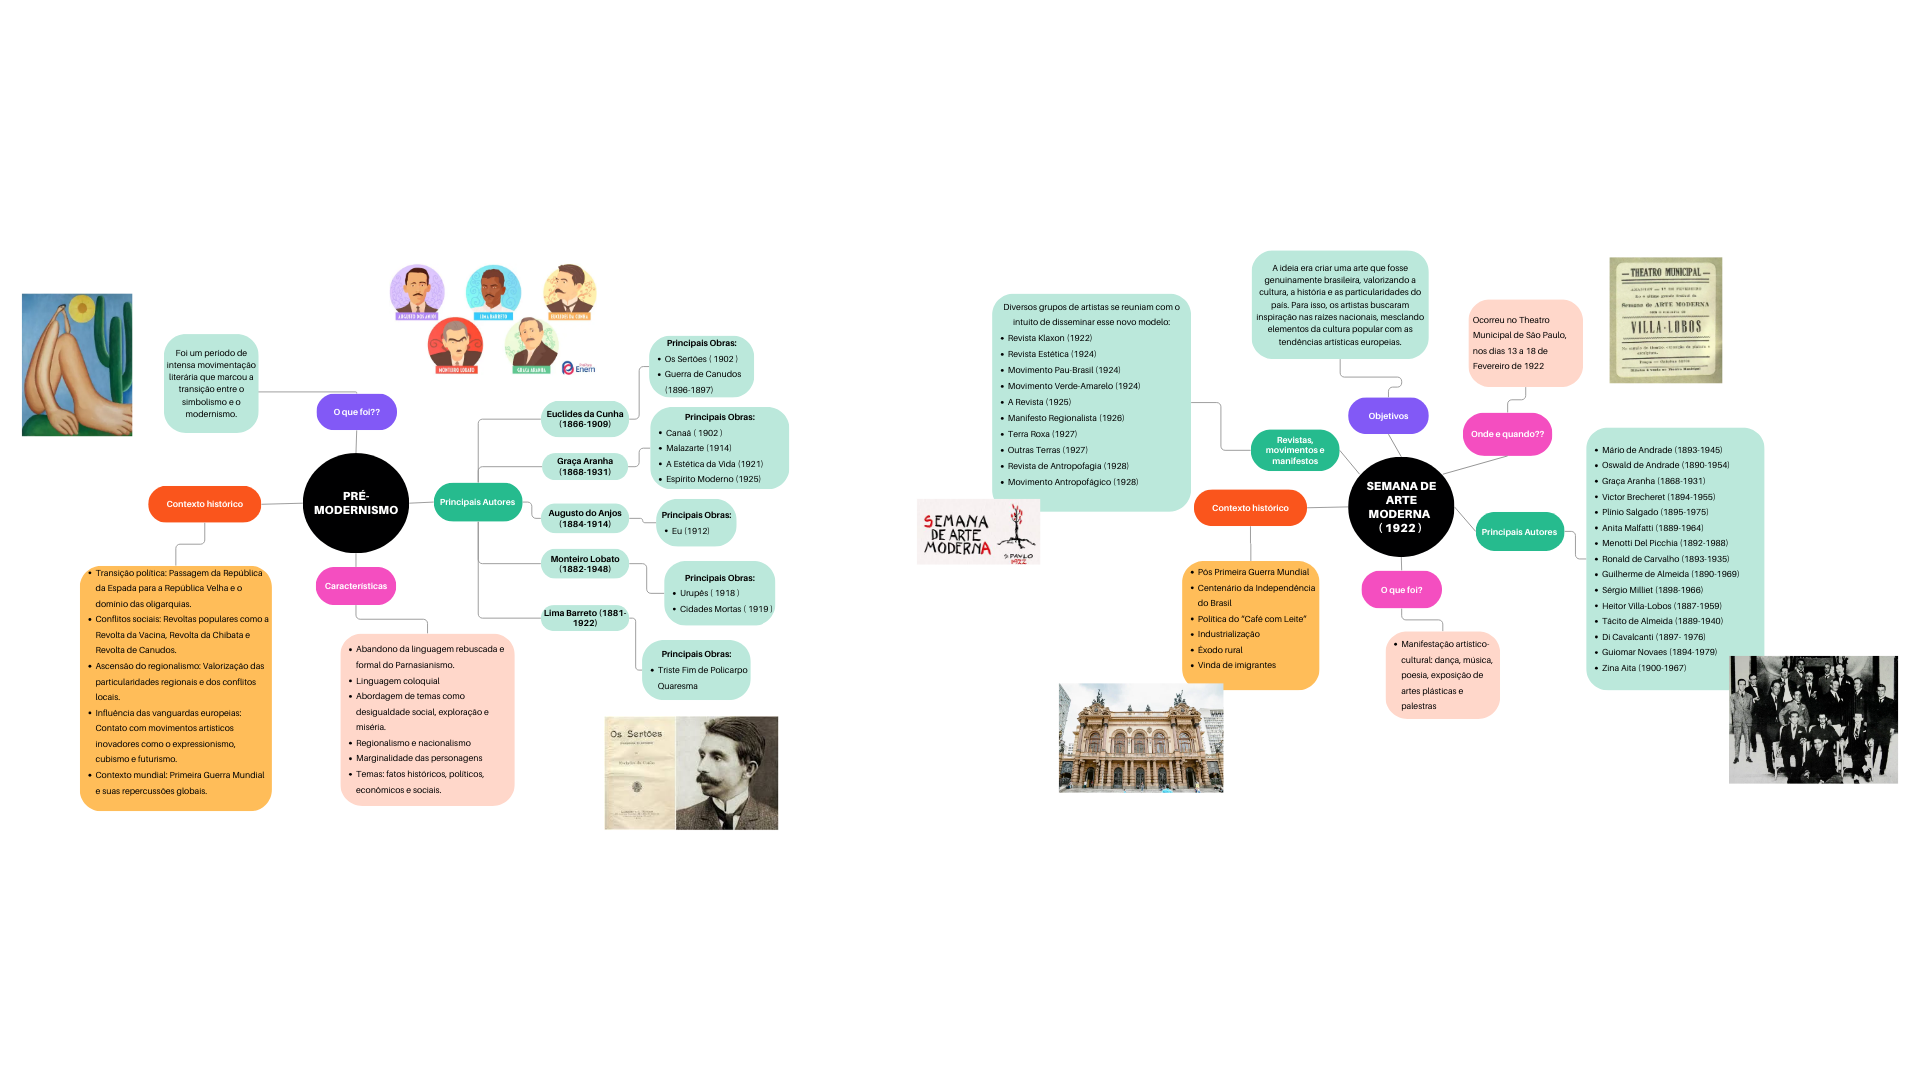 Foi um período de
intensa movimentação
literária que marcou a
transição entre o
simbolismo e o
modernismo.
O que foi??
PRÉ-
MODERNISMO
Contexto histórico
Transição política: Passagem da República
da Espada para a República Velha e o
domínio das oligarquias.
Conflitos sociais: Revoltas populares como a
Revolta da Vacina, Revolta da Chibata e
Revolta de Canudos.
Ascensão do regionalismo: Valorização das
particularidades regionais e dos conflitos
locais.
Influência das vanguardas europeias:
Contato com movimentos artísticos
inovadores como o expressionismo,
cubismo e futurismo.
Contexto mundial: Primeira Guerra Mundial
e suas repercussões globais.
Características
Abandono da linguagem rebuscada e
formal do Parnasianismo.
Linguagem coloquial
Abordagem de temas como
desigualdade social, exploração e
miséria.
Regionalismo e nacionalismo
Marginalidade das personagens
Temas: fatos históricos, políticos,
econômicos e sociais.
AUGUSTO DOS ANJOS
LIMA BARRETO
EUCLIDES DA CUNHA
MONTEIRO LOBATO
GRAÇA ARANHA
Enem
Principais Autores
Euclides da Cunha
(1866-1909)
Principais Obras:
Os Sertões ( 1902 )
Guerra de Canudos
(1896-1897)
Graça Aranha
(1868-1931)
Principais Obras:
Canaã ( 1902 )
Malazarte (1914)
A Estética da Vida (1921)
Espírito Moderno (1925)
Augusto do Anjos
(1884-1914)
Principais Obras:
Eu (1912)
Monteiro Lobato
(1882-1948)
Principais Obras:
Urupês ( 1918 )
Cidades Mortas ( 1919 )
Lima Barreto (1881-
1922)
Principais Obras:
Triste Fim de Policarpo
Quaresma
Os Sertões
Diversos grupos de artistas se reuniam com o
intuito de disseminar esse novo modelo:
Revista Klaxon (1922)
Revista Estética (1924)
Movimento Pau-Brasil (1924)
Movimento Verde-Amarelo (1924)
A Revista (1925)
Manifesto Regionalista (1926)
Terra Roxa (1927)
Outras Terras (1927)
Revista de Antropofagia (1928)
Movimento Antropofágico (1928)
Revistas,
movimentos e
manifestos
SEMANA
DE ARTE
MODERNA
S. PAULO
1922
A ideia era criar uma arte que fosse
genuinamente brasileira, valorizando a
cultura, a história e as particularidades do
país. Para isso, os artistas buscaram
inspiração nas raízes nacionais, mesclando
elementos da cultura popular com as
tendências artísticas europeias.
Objetivos
Ocorreu no Theatro
Municipal de São Paulo,
nos dias 13 a 18 de
Fevereiro de 1922
Onde e quando??
THEATRO MUNICIPAL
Semana de ARTE MODERNA
VILLA-LOBOS
SEMANA DE
ARTE
MODERNA
( 1922 )
Contexto histórico
Pós Primeira Guerra Mundial
Centenário da Independência
do Brasil
Política do “Café com Leite”
Industrialização
Êxodo rural
Vinda de imigrantes
O que foi?
Manifestação artístico-
cultural: dança, música,
poesia, exposição de
artes plásticas e
palestras
Principais Autores
Mário de Andrade (1893-1945)
Oswald de Andrade (1890-1954)
Graça Aranha (1868-1931)
Victor Brecheret (1894-1955)
Plínio Salgado (1895-1975)
Anita Malfatti (1889-1964)
Menotti Del Picchia (1892-1988)
Ronald de Carvalho (1893-1935)
Guilherme de Almeida (1890-1969)
Sérgio Milliet (1898-1966)
Heitor Villa-Lobos (1887-1959)
Tácito de Almeida (1889-1940)
Di Cavalcanti (1897- 1976)
Guiomar Novaes (1894-1979)
Zina Aita (1900-1967)